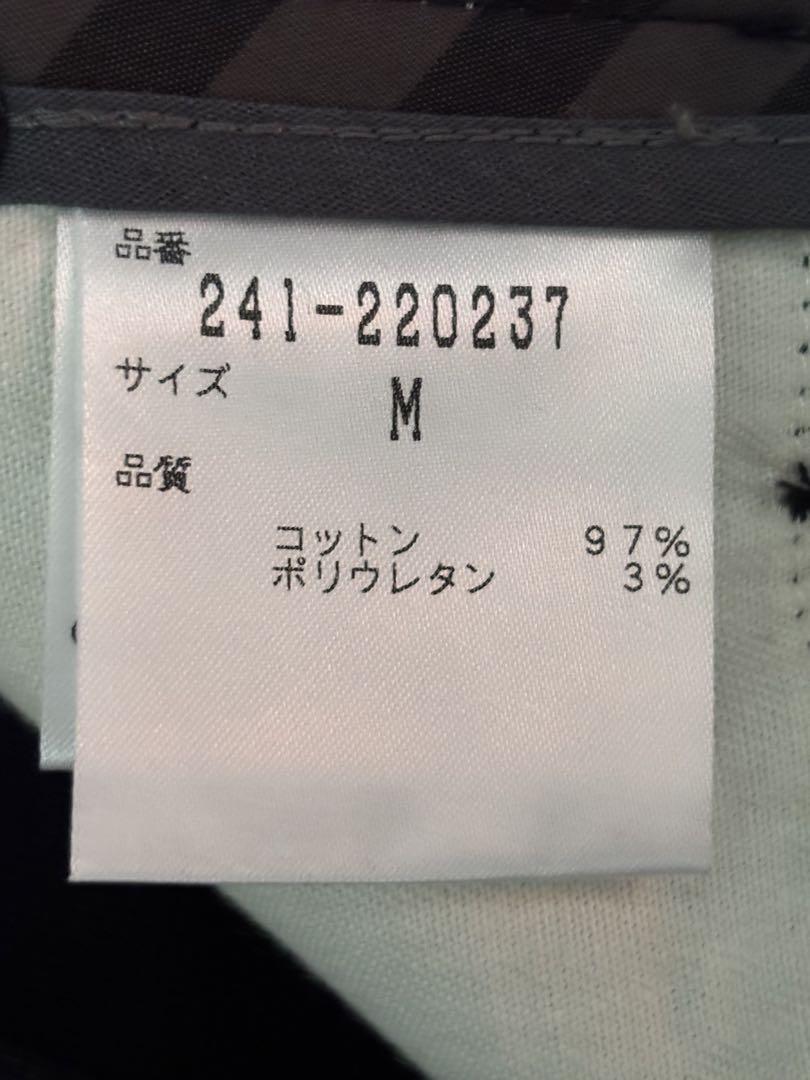 品番
241-220237
サイズ
M
品質
コットン 97%
ポリウレタン 3%